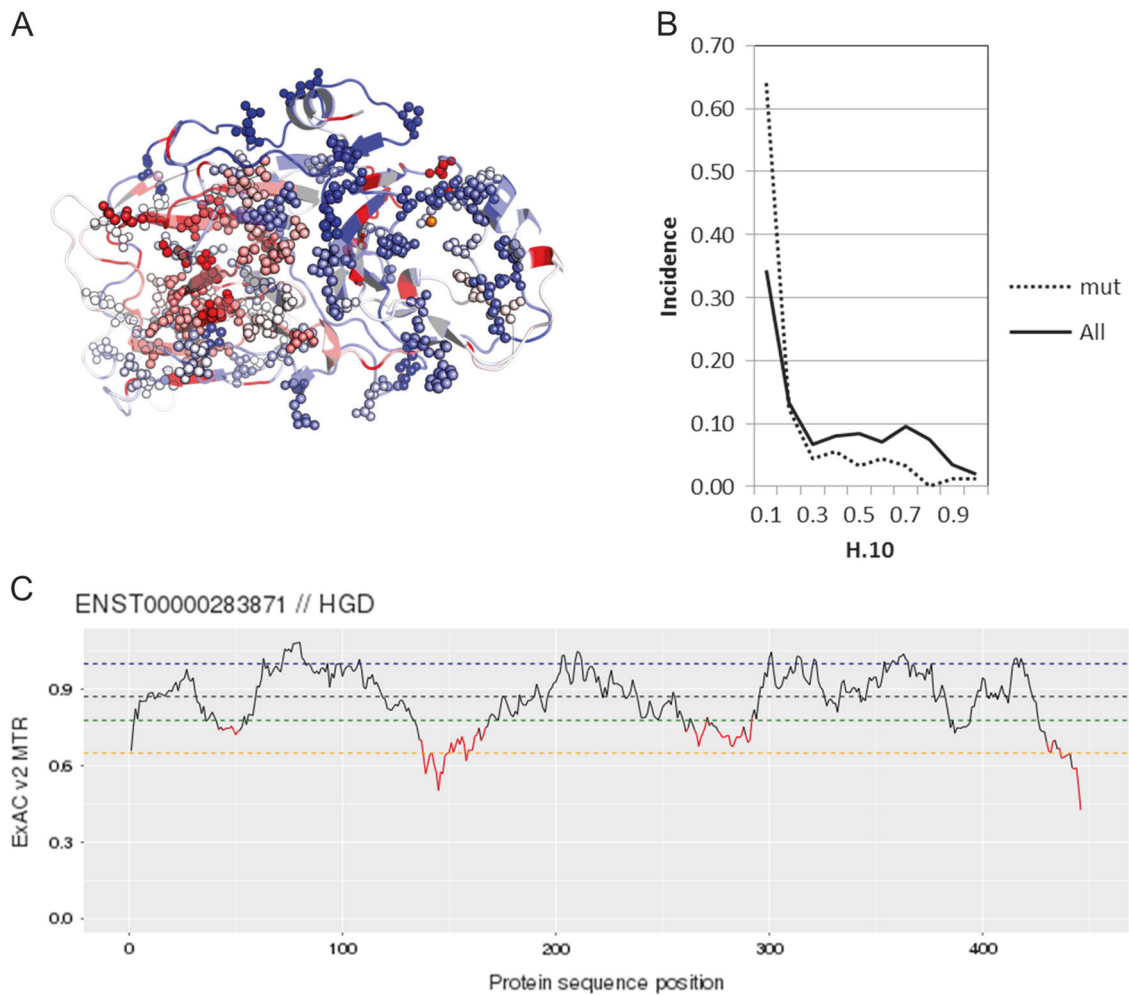 A
B
0.70
0.60
0.50
0.40
0.30
0.20
0.10
0.00
Incidence
0.1 0.3 0.5 0.7 0.9
H.10
mut
All
C
ENST00000283871 // HGD
0.9
0.6
0.3
0.0
ExAC v2 MTR
0 100 200 300 400
Protein sequence position